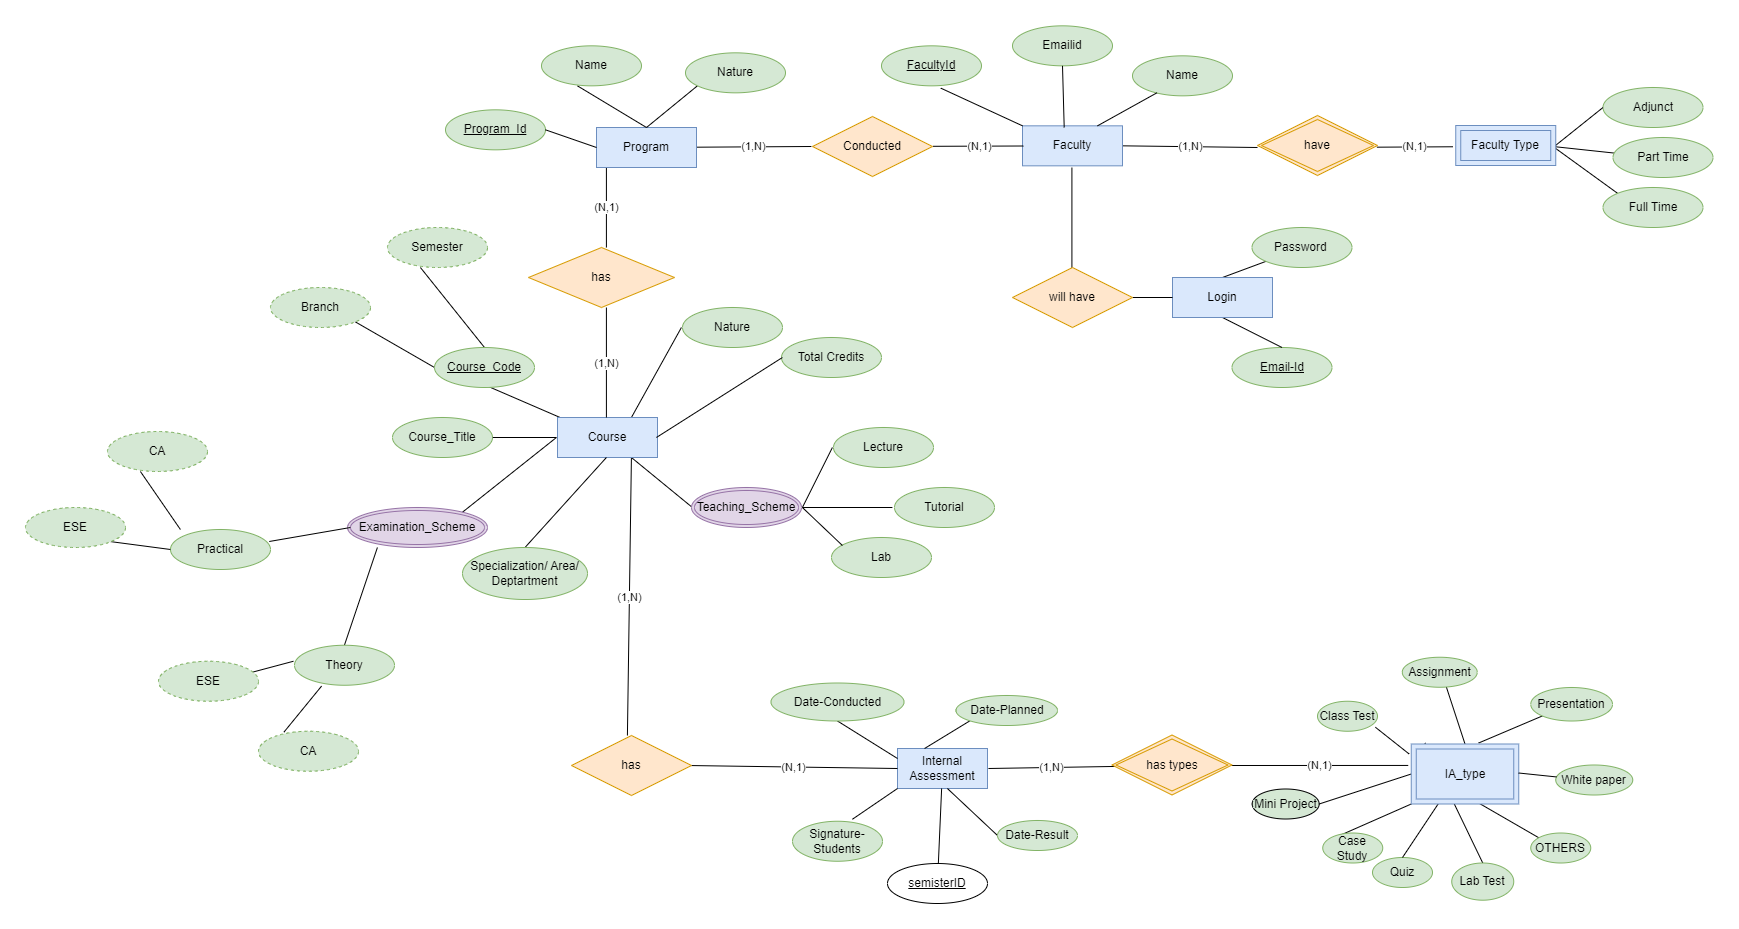 Emailid
Name
FacultyId
Nature
Name
Adjunct
Program_Id
Program
(1,N)
Conducted
(N,1)
Faculty
(1,N)
have
(N,1)
Faculty Type
Part Time
Full Time
(N,1)
Semester
Password
has
will have
Login
Branch
Nature
Total Credits
(1,N)
Course_Code
Email-Id
Course_Title
Course
Lecture
CA
Teaching_Scheme
Tutorial
ESE
Examination_Scheme
Practical
Lab
Specialization/ Area/
Deptartment
(1,N)
Theory
ESE
Assignment
Date-Conducted
Date-Planned
Presentation
Class Test
CA
has
(N,1)
Internal
Assessment
(1,N)
has types
(N,1)
IA_type
White paper
Mini Project
Signature-
Students
Date-Result
Case
Study
OTHERS
Quiz
Lab Test
semisterID